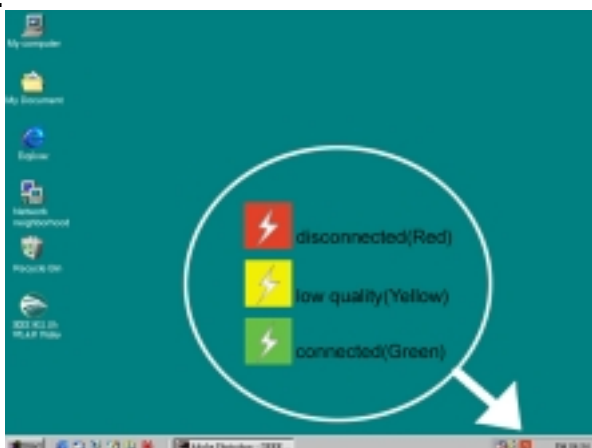 My computer
My Document
Explore
Network
neighborhood
Recycle Bin
disconnected(Red)
low quality(Yellow)
connected(Green)